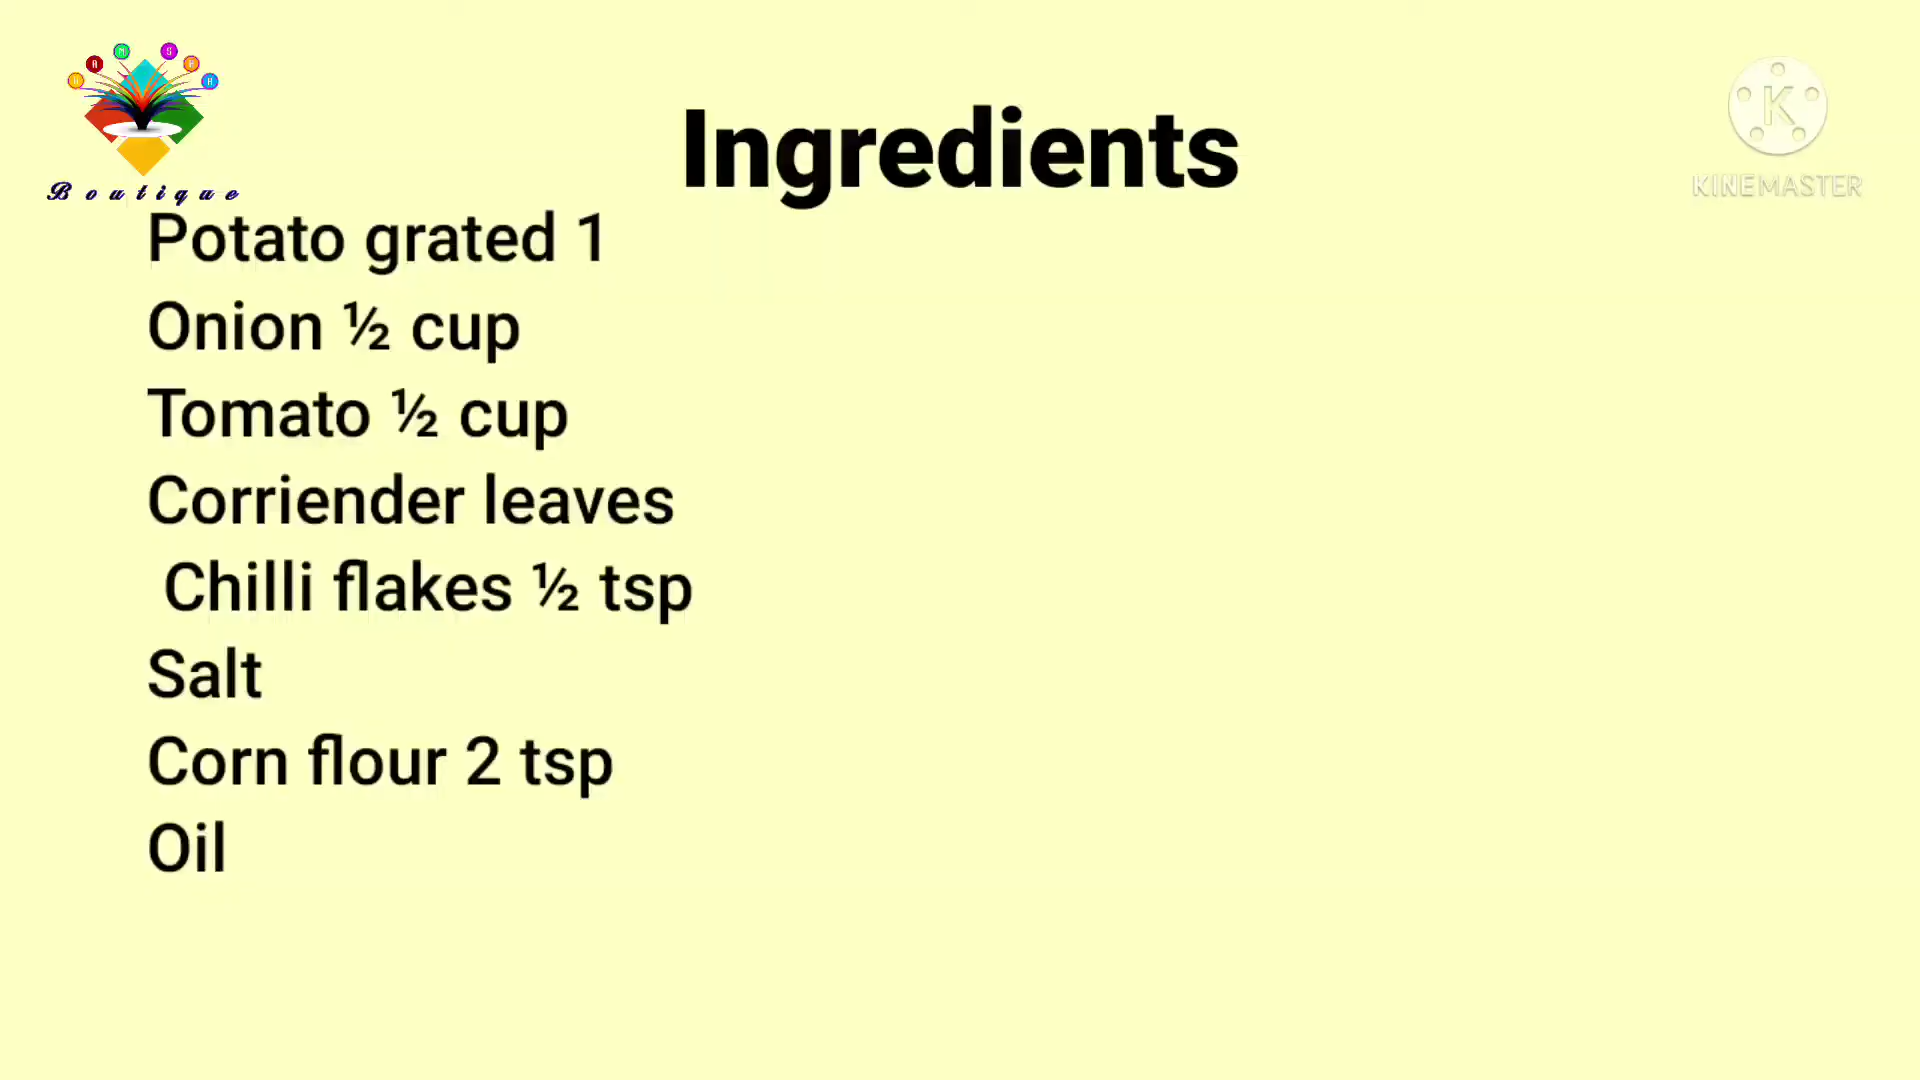 Ingredients
Boutique
KINEMASTER
Potato grated 1
Onion ½ cup
Tomato ½ cup
Corriender leaves
Chilli flakes ½ tsp
Salt
Corn flour 2 tsp
Oil